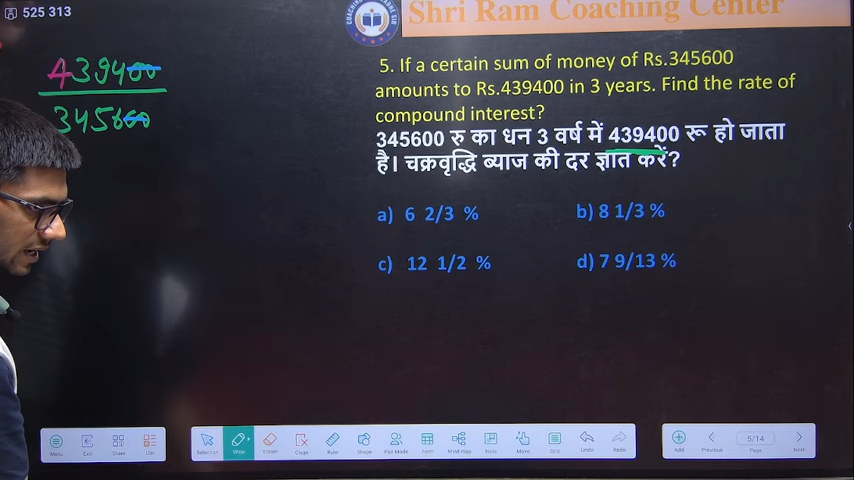 525 313
Shri Ram Coaching Center
439400
345600
5. If a certain sum of money of Rs.345600
amounts to Rs.439400 in 3 years. Find the rate of
compound interest?
345600 रु का धन 3 वर्ष में 439400 रू हो जाता
है। चक्रवृद्धि ब्याज की दर ज्ञात करें?
a) 6 2/3 %
b) 8 1/3 %
c) 12 1/2 %
d) 7 9/13 %
Menu Exit Share List
Selection Write Eraser Clean Ruler Shape Pan Mode Form Mind map Note Move Grid Undo Redo
Add Previous 5/14 Next